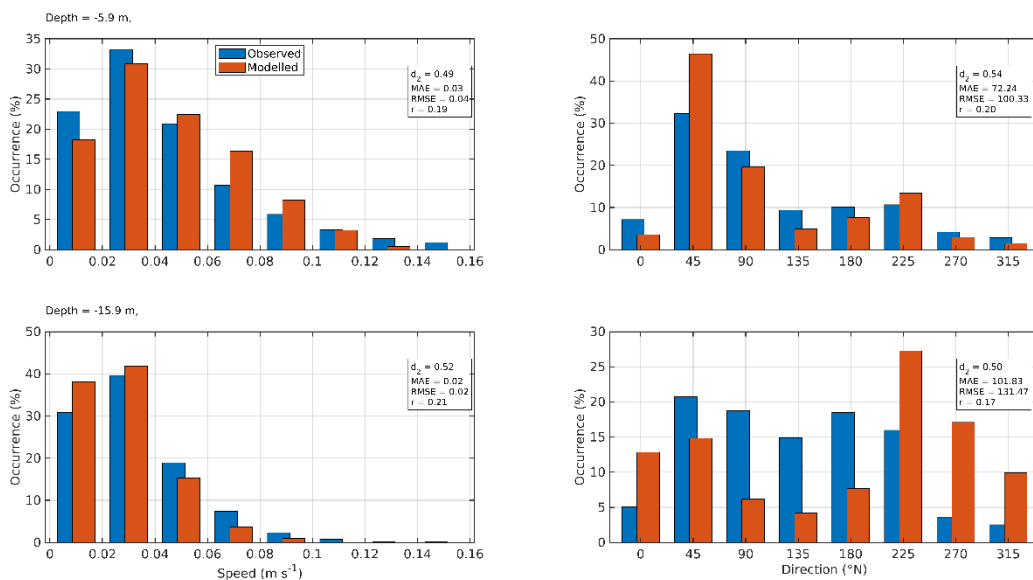 Depth = -5.9 m,
35
30
25
20
15
10
5
0
Occurrence (%)
0 0.02 0.04 0.06 0.08 0.1 0.12 0.14 0.16
Observed
Modelled
d2 = 0.49
MAE = 0.03
RMSE = 0.04
r = 0.19
50
40
30
20
10
0
Occurrence (%)
0 45 90 135 180 225 270 315
d2 = 0.54
MAE = 72.24
RMSE = 100.33
r = 0.20
Depth = -15.9 m,
50
40
30
20
10
0
Occurrence (%)
0 0.02 0.04 0.06 0.08 0.1 0.12 0.14 0.16
Speed (m s-1)
d2 = 0.52
MAE = 0.02
RMSE = 0.02
r = 0.21
30
25
20
15
10
5
0
Occurrence (%)
0 45 90 135 180 225 270 315
Direction (°N)
d2 = 0.50
MAE = 101.83
RMSE = 131.47
r = 0.17